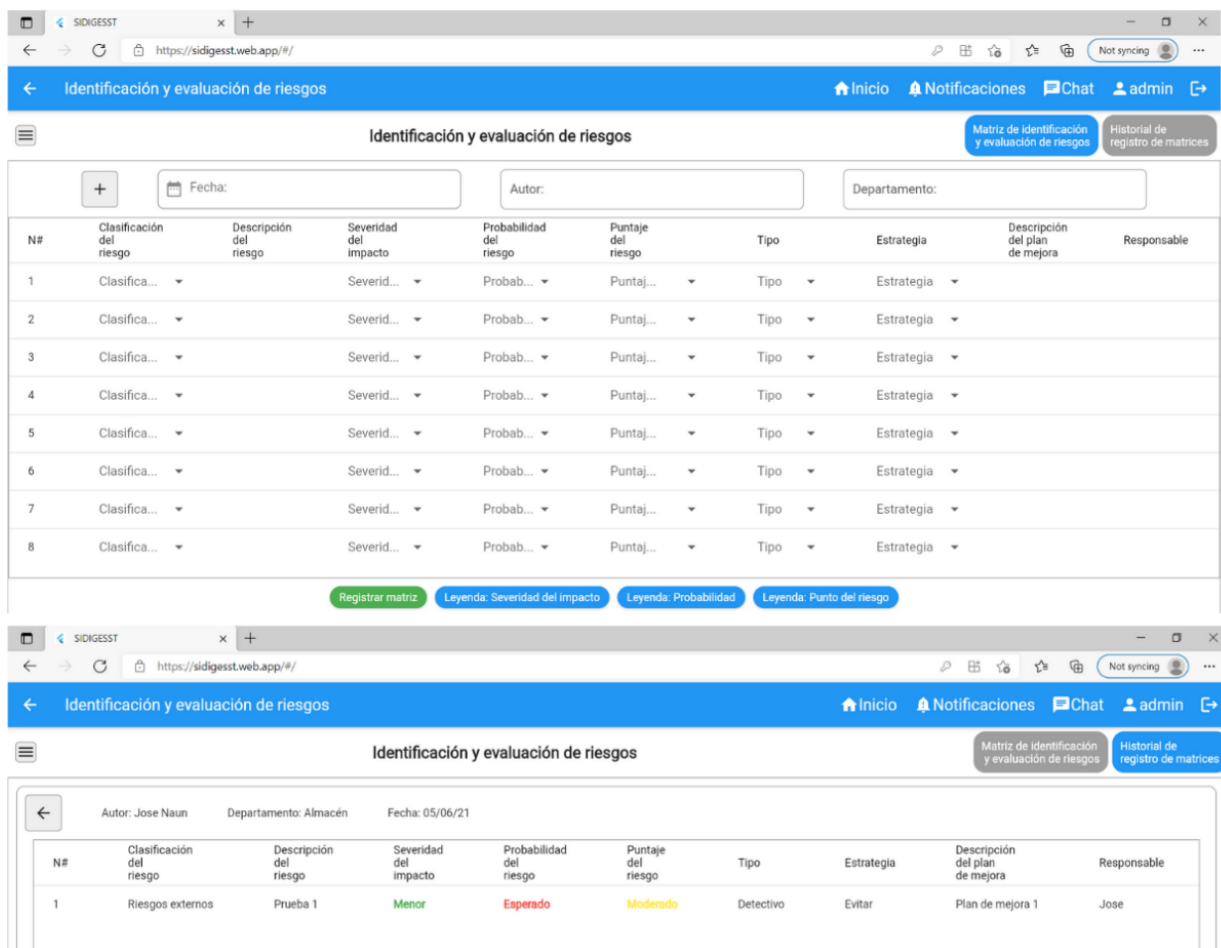 SIDIGESST
https://sidigesst.web.app/#/
Not syncing
Identificación y evaluación de riesgos
Inicio Notificaciones Chat admin
Identificación y evaluación de riesgos
Matriz de identificación
y evaluación de riesgos
Historial de
registro de matrices
Fecha: Autor: Departamento:
N# Clasificación del riesgo Descripción del riesgo Severidad del impacto Probabilidad del riesgo Puntaje del riesgo Tipo Estrategia Descripción del plan de mejora Responsable
1 Clasifica... Severid... Probab... Puntaj... Tipo Estrategia
2 Clasifica... Severid... Probab... Puntaj... Tipo Estrategia
3 Clasifica... Severid... Probab... Puntaj... Tipo Estrategia
4 Clasifica... Severid... Probab... Puntaj... Tipo Estrategia
5 Clasifica... Severid... Probab... Puntaj... Tipo Estrategia
6 Clasifica... Severid... Probab... Puntaj... Tipo Estrategia
7 Clasifica... Severid... Probab... Puntaj... Tipo Estrategia
8 Clasifica... Severid... Probab... Puntaj... Tipo Estrategia
Registrar matriz Leyenda: Severidad del impacto Leyenda: Probabilidad Leyenda: Punto del riesgo
SIDIGESST
https://sidigesst.web.app/#/
Not syncing
Identificación y evaluación de riesgos
Inicio Notificaciones Chat admin
Identificación y evaluación de riesgos
Matriz de identificación
y evaluación de riesgos
Historial de
registro de matrices
Autor: Jose Naun Departamento: Almacén Fecha: 05/06/21
N# Clasificación del riesgo Descripción del riesgo Severidad del impacto Probabilidad del riesgo Puntaje del riesgo Tipo Estrategia Descripción del plan de mejora Responsable
1 Riesgos externos Prueba 1 Menor Esperado Moderado Detectivo Evitar Plan de mejora 1 Jose